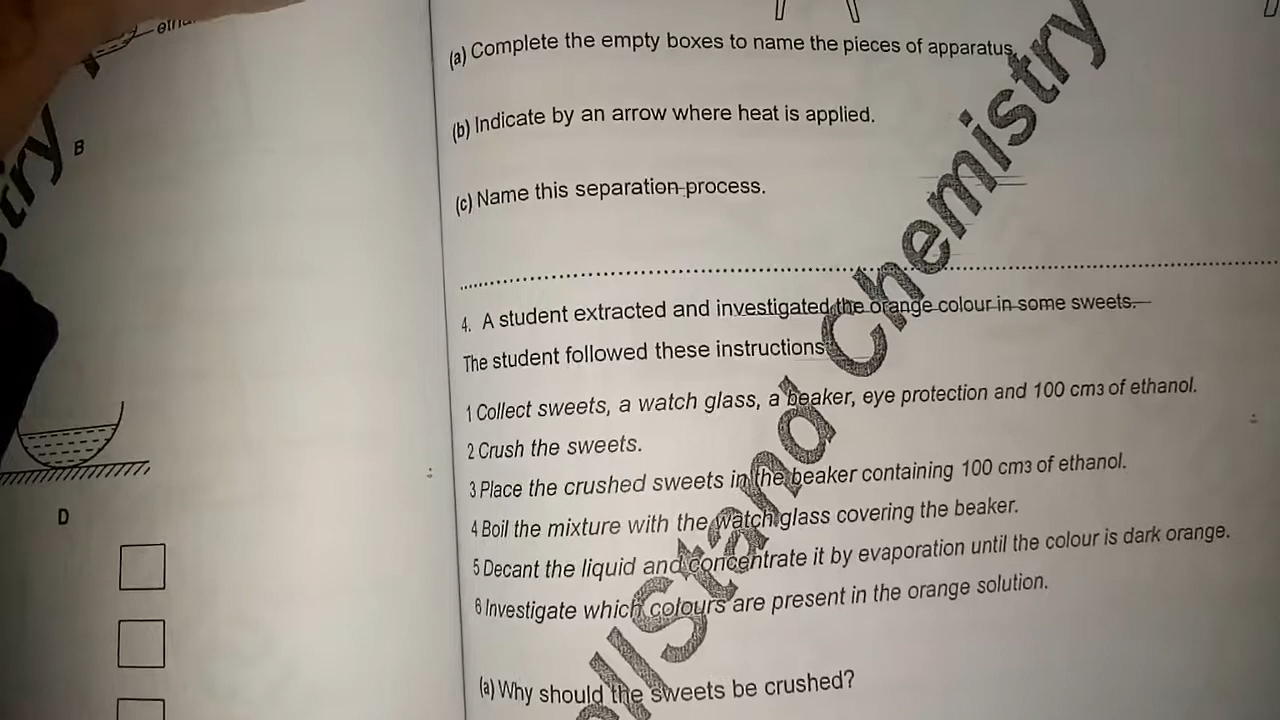 B
D
(a) Complete the empty boxes to name the pieces of apparatus.
(b) Indicate by an arrow where heat is applied.
(c) Name this separation process.
4. A student extracted and investigated the orange colour in some sweets.
The student followed these instructions
1 Collect sweets, a watch glass, a beaker, eye protection and 100 cm3 of ethanol.
2 Crush the sweets.
3 Place the crushed sweets in the beaker containing 100 cm3 of ethanol.
4 Boil the mixture with the watch glass covering the beaker.
5 Decant the liquid and concentrate it by evaporation until the colour is dark orange.
6 Investigate which colours are present in the orange solution.
(a) Why should the sweets be crushed?
and Chemistry